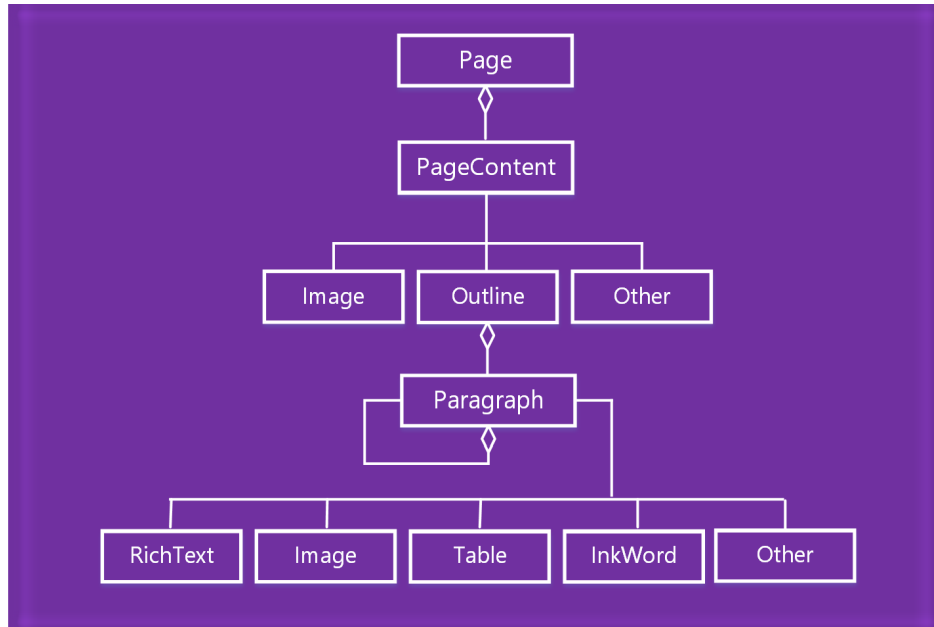 Page
PageContent
Image
Outline
Other
Paragraph
RichText
Image
Table
InkWord
Other